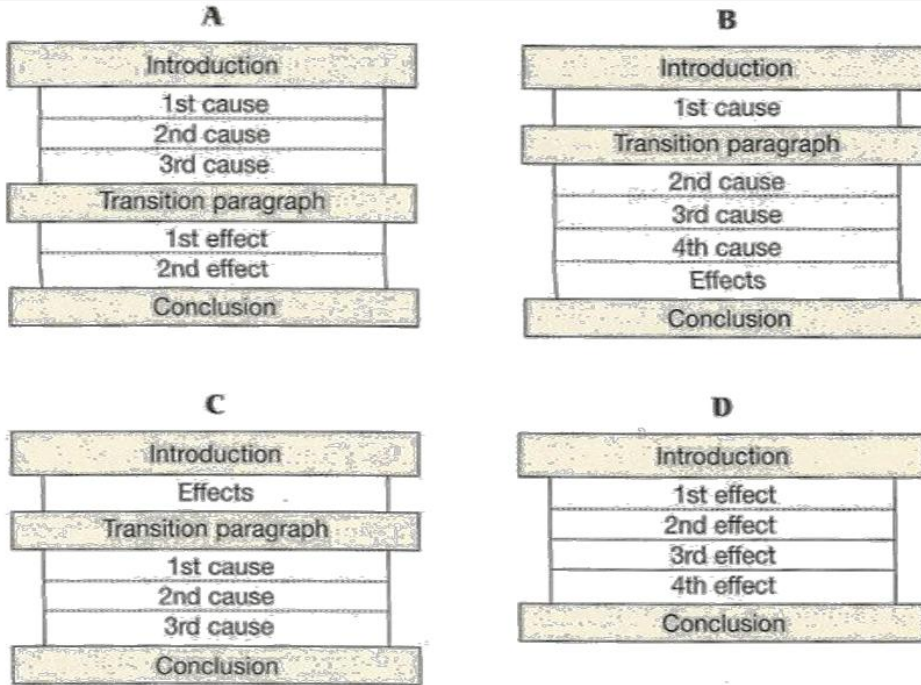 A
Introduction
1st cause
2nd cause
3rd cause
Transition paragraph
1st effect
2nd effect
Conclusion
B
Introduction
1st cause
Transition paragraph
2nd cause
3rd cause
4th cause
Effects
Conclusion
C
Introduction
Effects
Transition paragraph
1st cause
2nd cause
3rd cause
Conclusion
D
Introduction
1st effect
2nd effect
3rd effect
4th effect
Conclusion